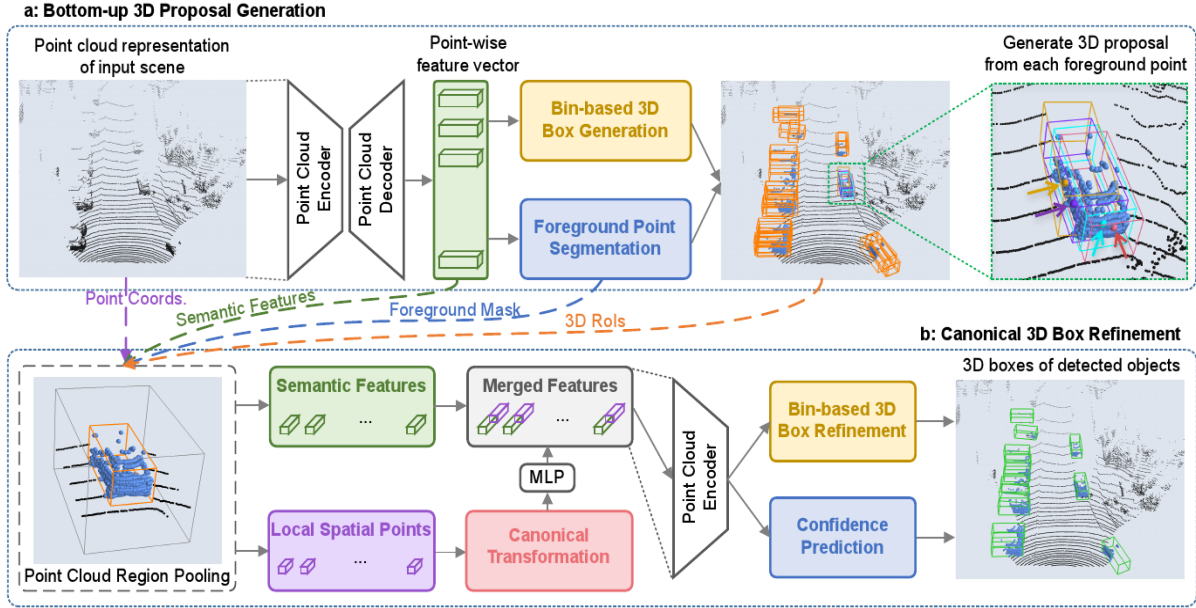 a: Bottom-up 3D Proposal Generation
Point cloud representation
of input scene
Point Cloud
Encoder
Point Cloud
Decoder
Point-wise
feature vector
Bin-based 3D
Box Generation
Foreground Point
Segmentation
Generate 3D proposal
from each foreground point
Point Coords.
Semantic Features
Foreground Mask
3D RoIs
b: Canonical 3D Box Refinement
Point Cloud Region Pooling
Semantic Features
...
Merged Features
...
MLP
Local Spatial Points
...
Canonical
Transformation
Point Cloud
Encoder
Bin-based 3D
Box Refinement
Confidence
Prediction
3D boxes of detected objects